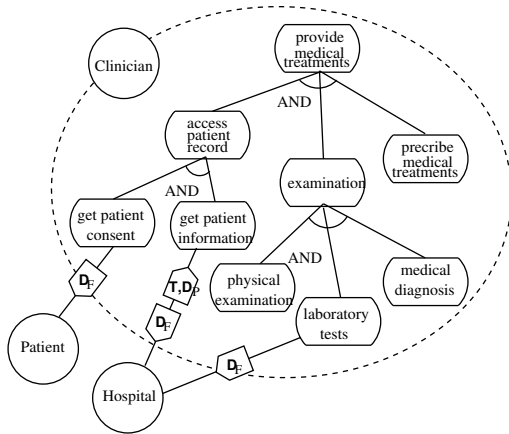 provide
medical
treatments
Clinician
AND
access
patient
record
precribe
medical
treatments
AND
examination
get patient
consent
get patient
information
AND
physical
examination
medical
diagnosis
D_F
T,D_P
laboratory
tests
D_F
Patient
D_F
Hospital